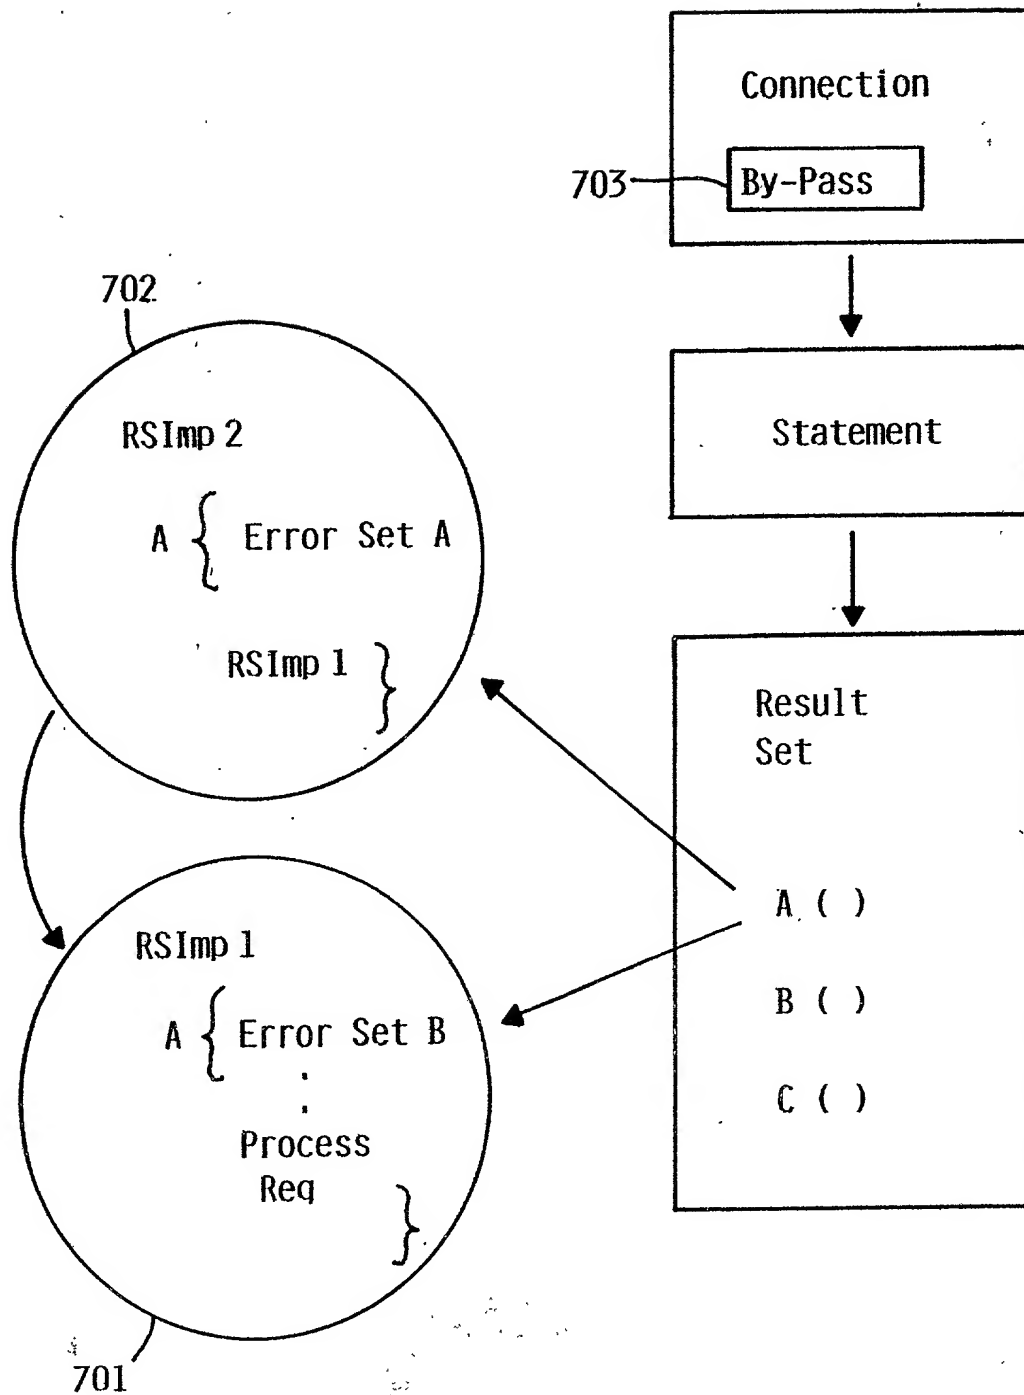 Connection
703
By-Pass
702
RSImp 2
Statement
A { Error Set A
RSImp 1 }
Result
Set
A ( )
RSImp 1
B ( )
A { Error Set B
C ( )
.
.
Process
Req
}
701